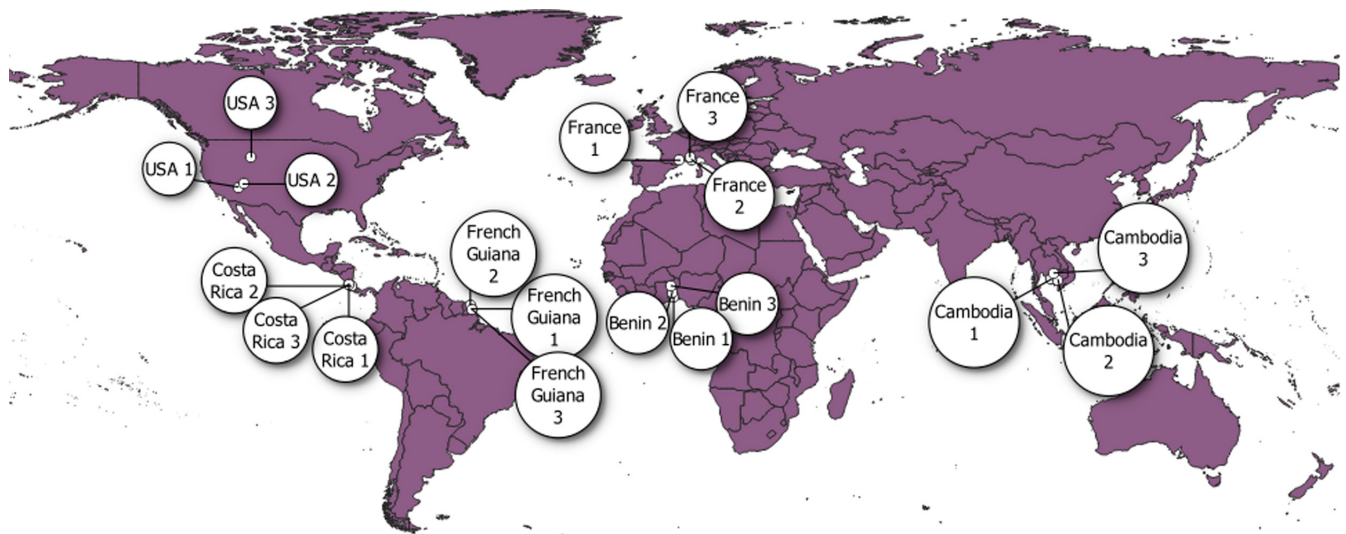 USA 3
USA 1
USA 2
France
1
France
3
France
2
Costa
Rica 2
Costa
Rica 3
Costa
Rica 1
French
Guiana
2
French
Guiana
1
French
Guiana
3
Benin 2
Benin 1
Benin 3
Cambodia
1
Cambodia
3
Cambodia
2